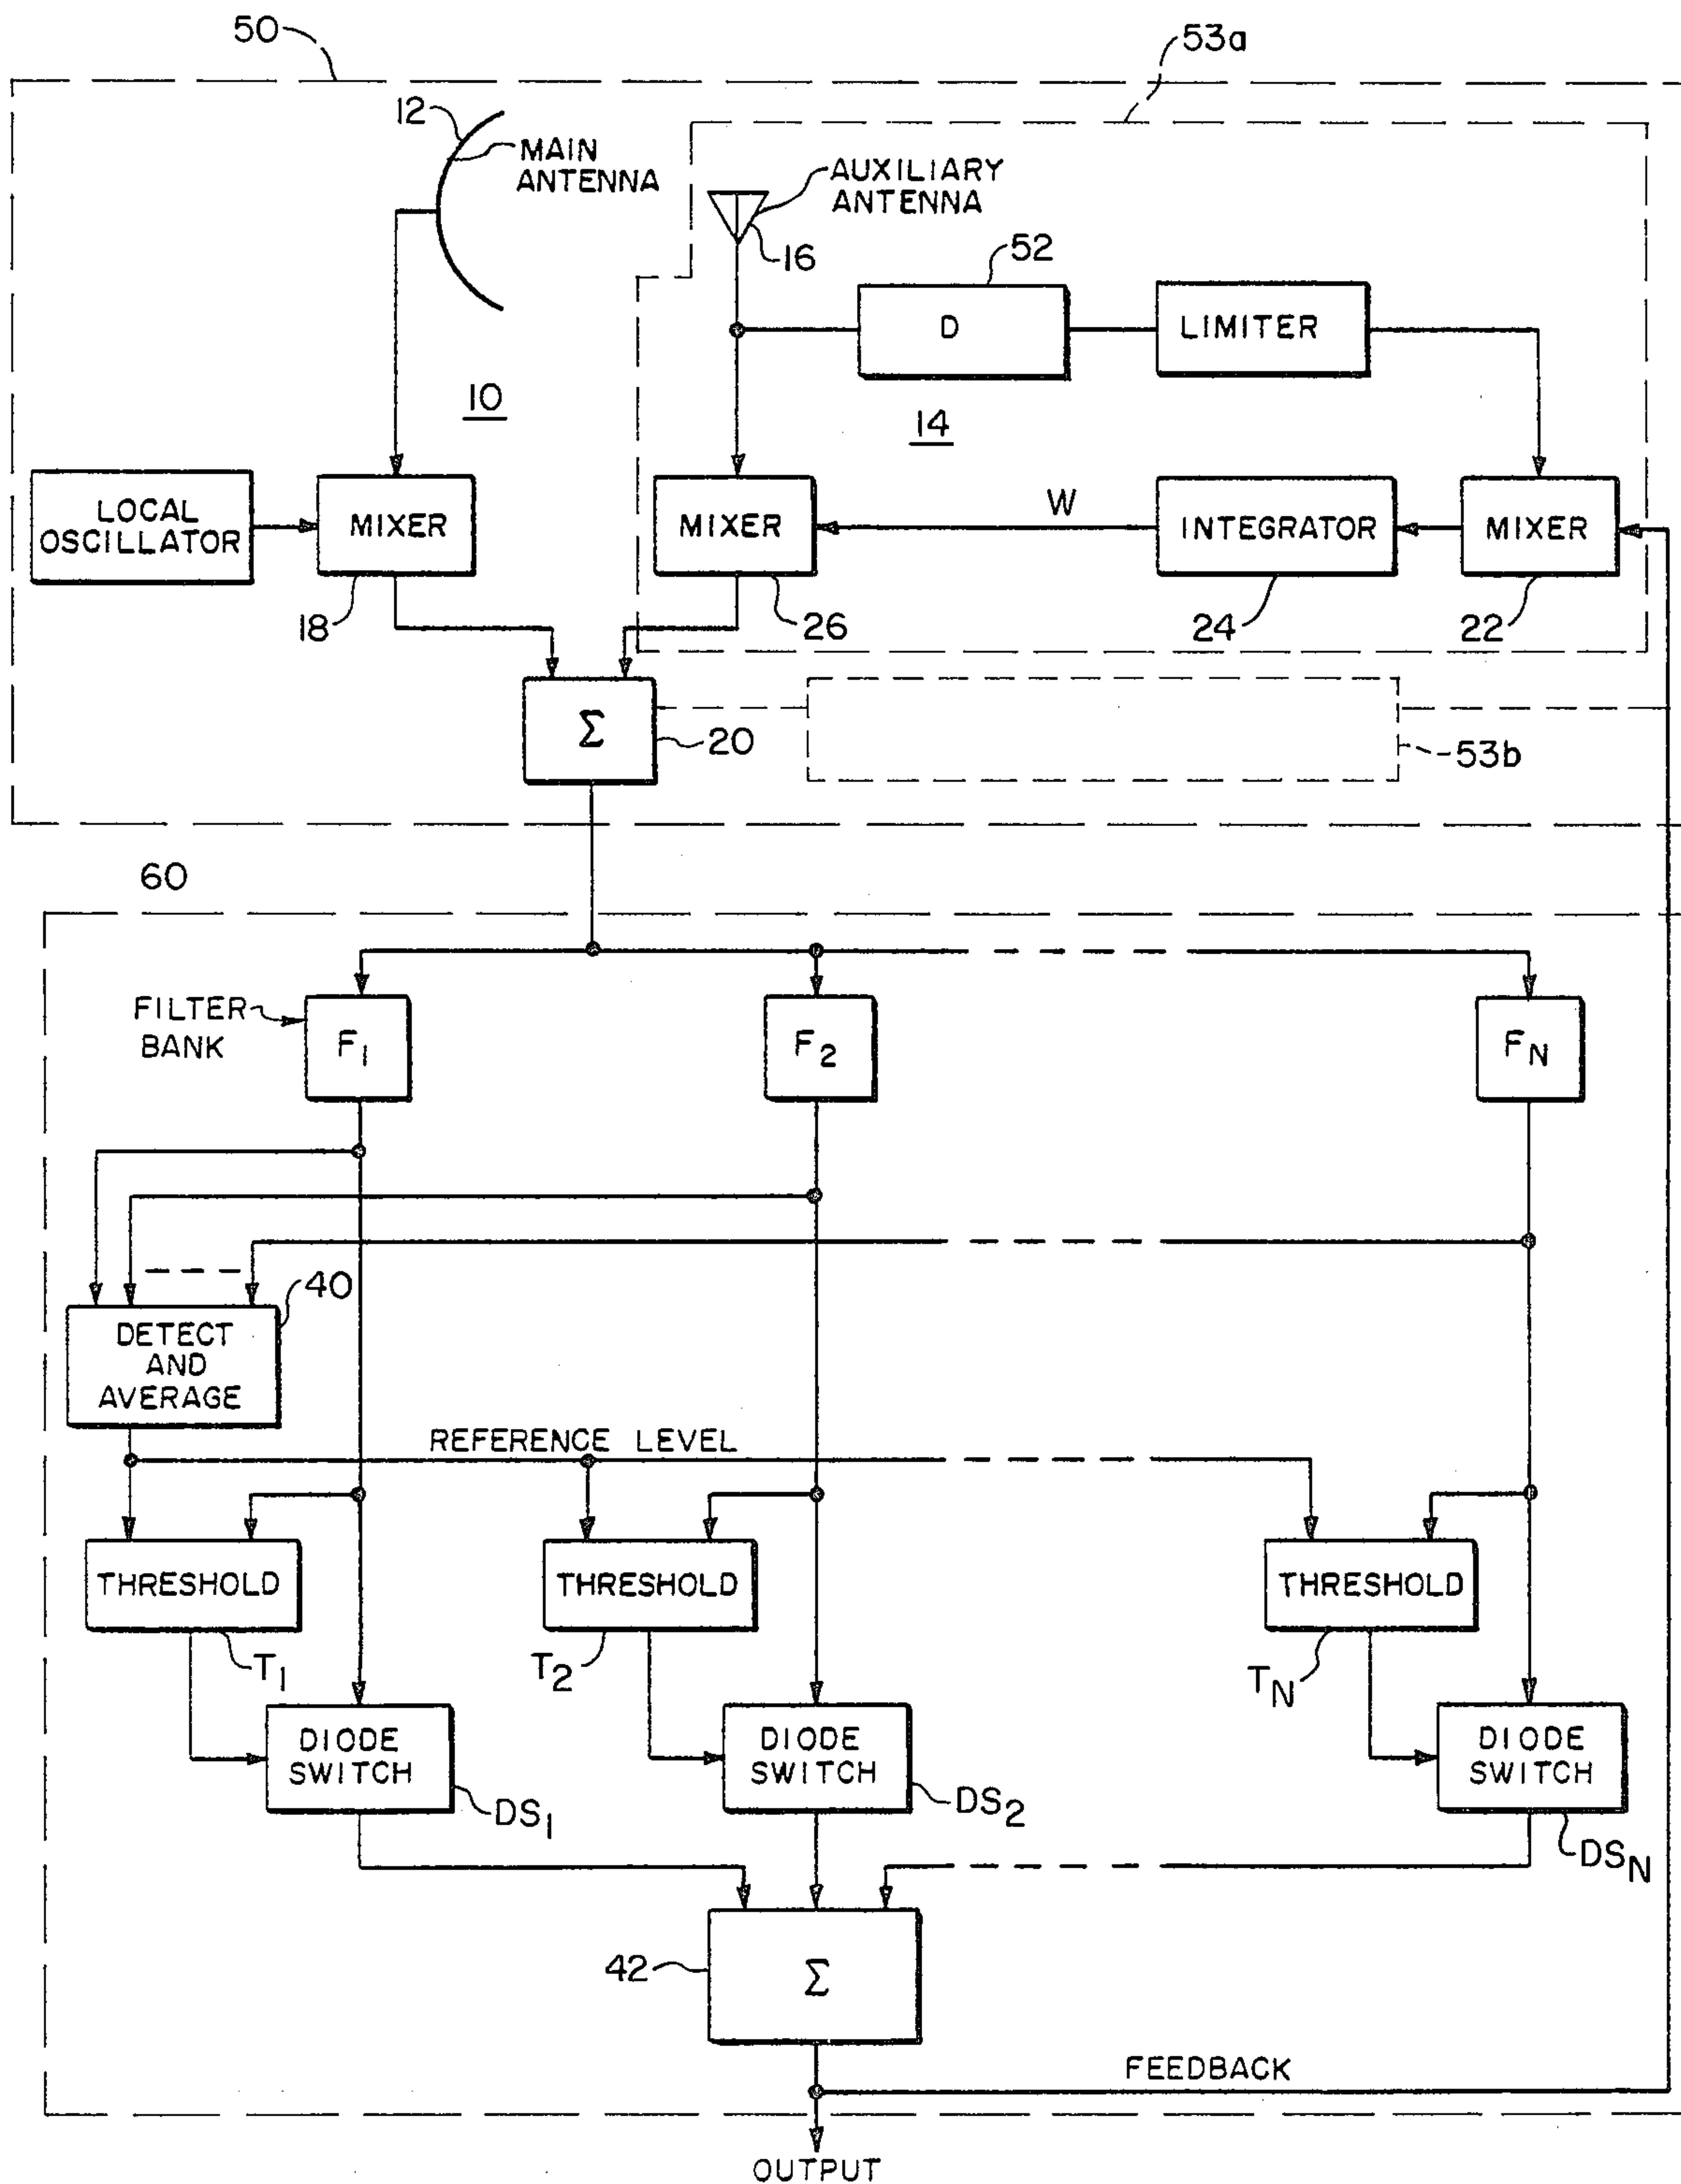 50
53a
12
MAIN
ANTENNA
AUXILIARY
ANTENNA
16
52
D
LIMITER
10
14
LOCAL
OSCILLATOR
MIXER
MIXER
W
INTEGRATOR
MIXER
18
26
24
22
Σ
20
53b
60
FILTER
BANK
F1
F2
FN
40
DETECT
AND
AVERAGE
REFERENCE LEVEL
THRESHOLD
THRESHOLD
THRESHOLD
T1
T2
TN
DIODE
SWITCH
DIODE
SWITCH
DIODE
SWITCH
DS1
DS2
DSN
42
Σ
FEEDBACK
OUTPUT